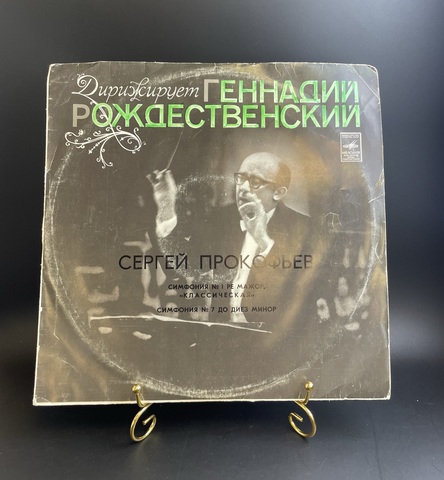 Дирижирует ГЕННАДИЙ
РОЖДЕСТВЕНСКИЙ
СЕРГЕЙ ПРОКОФЬЕВ
СИМФОНИЯ № 1 РЕ МАЖОР
«КЛАССИЧЕСКАЯ»
СИМФОНИЯ № 7 ДО ДИЕЗ МИНОР